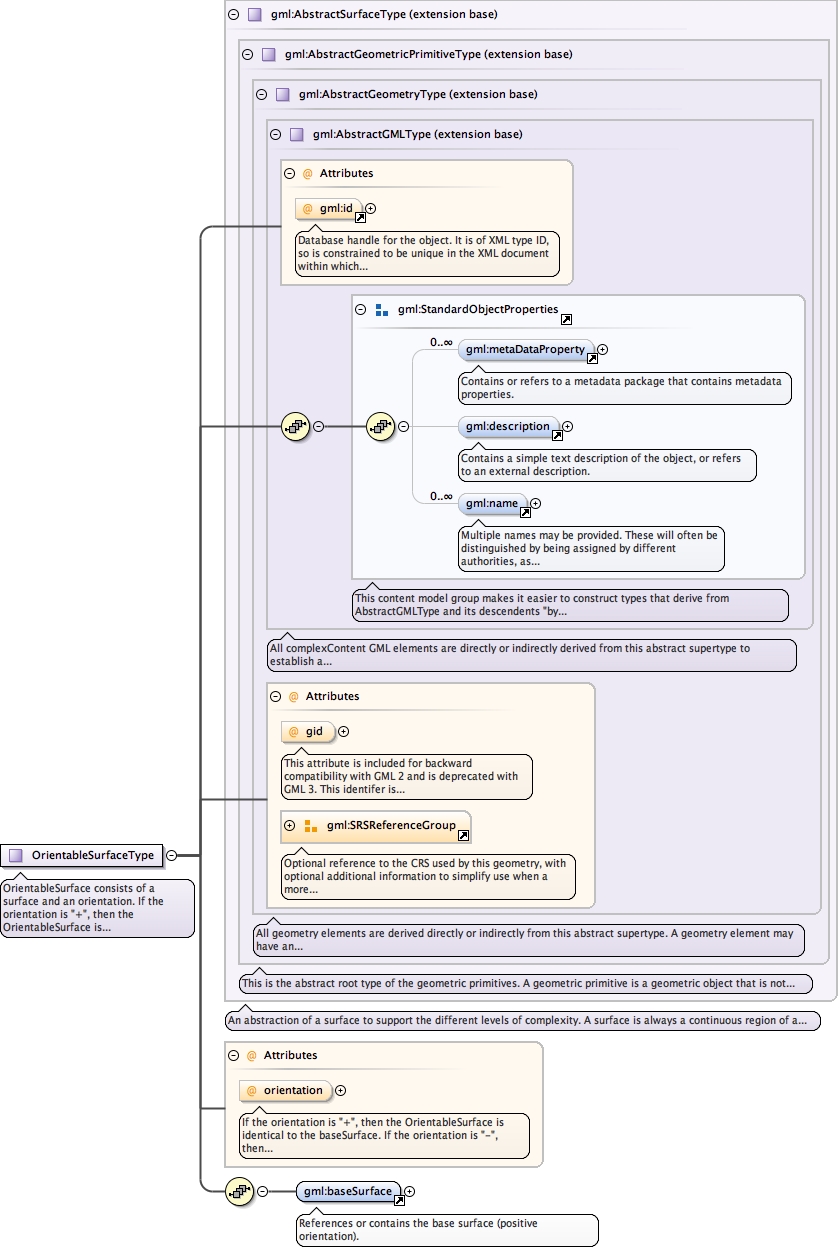 gml:AbstractSurfaceType (extension base)
gml:AbstractGeometricPrimitiveType (extension base)
gml:AbstractGeometryType (extension base)
gml:AbstractGMLType (extension base)
@ Attributes
@ gml:id
Database handle for the object. It is of XML type ID,
so is constrained to be unique in the XML document
within which...
gml:StandardObjectProperties
0..∞
gml:metaDataProperty
Contains or refers to a metadata package that contains metadata
properties.
gml:description
Contains a simple text description of the object, or refers
to an external description.
0..∞
gml:name
Multiple names may be provided. These will often be
distinguished by being assigned by different
authorities, as...
This content model group makes it easier to construct types that derive from
AbstractGMLType and its descendents "by...
All complexContent GML elements are directly or indirectly derived from this abstract supertype to
establish a...
@ Attributes
@ gid
This attribute is included for backward
compatibility with GML 2 and is deprecated with
GML 3. This identifer is...
gml:SRSReferenceGroup
Optional reference to the CRS used by this geometry, with
optional additional information to simplify use when a
more...
OrientableSurfaceType
OrientableSurface consists of a
surface and an orientation. If the
orientation is "+", then the
OrientableSurface is...
All geometry elements are derived directly or indirectly from this abstract supertype. A geometry element may
have an...
This is the abstract root type of the geometric primitives. A geometric primitive is a geometric object that is not...
An abstraction of a surface to support the different levels of complexity. A surface is always a continuous region of a...
@ Attributes
@ orientation
If the orientation is "+", then the OrientableSurface is
identical to the baseSurface. If the orientation is "-",
then...
gml:baseSurface
References or contains the base surface (positive
orientation).